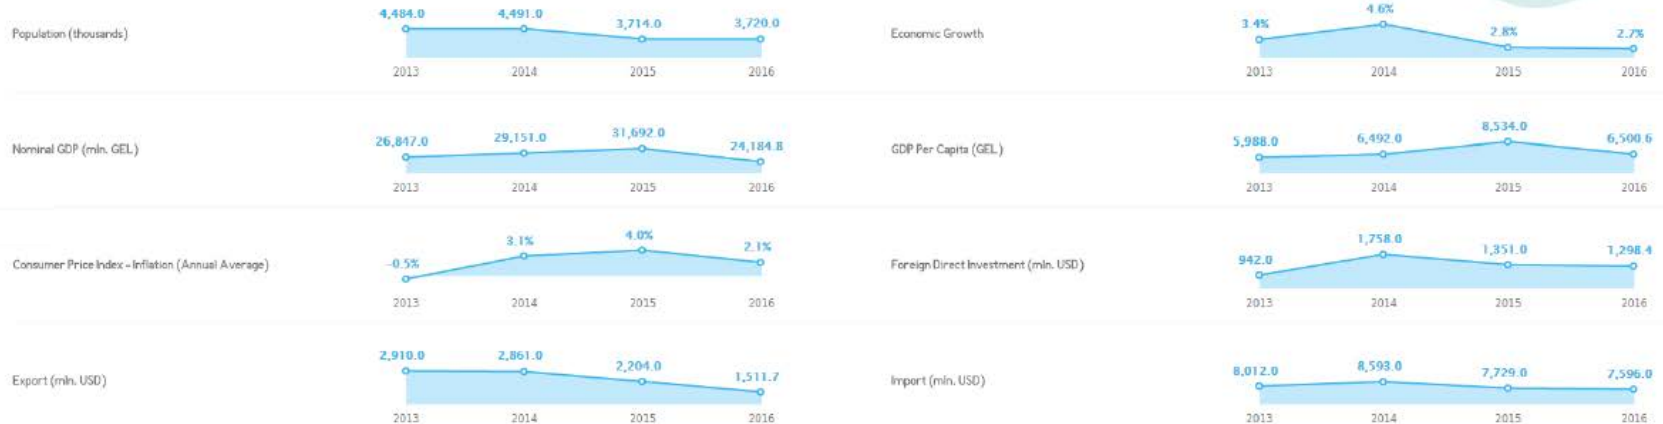 4,484.0 4,491.0 3,714.0 3,720.0
Population (thousands)
2013 2014 2015 2016
3.4% 4.6% 2.8% 2.7%
Economic Growth
2013 2014 2015 2016
26,847.0 29,151.0 31,692.0 24,184.8
Nominal GDP (mln. GEL)
2013 2014 2015 2016
5,988.0 6,492.0 8,534.0 6,500.6
GDP Per Capita (GEL)
2013 2014 2015 2016
-0.5% 3.1% 4.0% 2.1%
Consumer Price Index – Inflation (Annual Average)
2013 2014 2015 2016
942.0 1,758.0 1,351.0 1,298.4
Foreign Direct Investment (mln. USD)
2013 2014 2015 2016
2,910.0 2,861.0 2,204.0 1,511.7
Export (mln. USD)
2013 2014 2015 2016
8,012.0 8,593.0 7,729.0 7,596.0
Import (mln. USD)
2013 2014 2015 2016